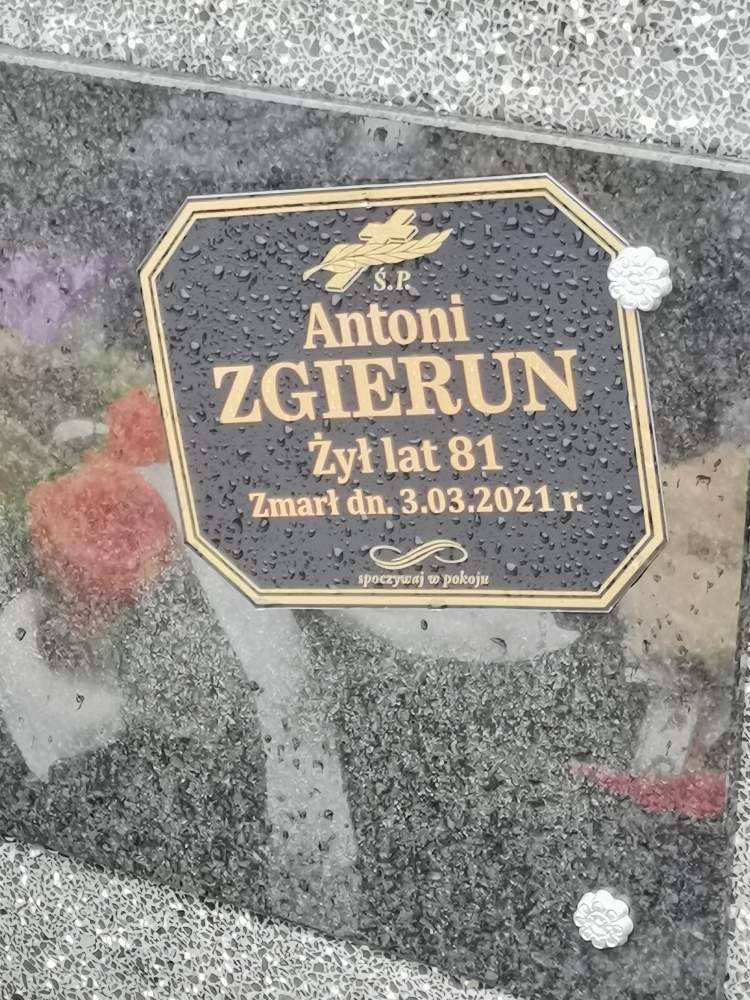 Ś.P.
Antoni
ZGIERUN
Żył lat 81
Zmarł dn. 3.03.2021 r.
spoczywaj w pokoju